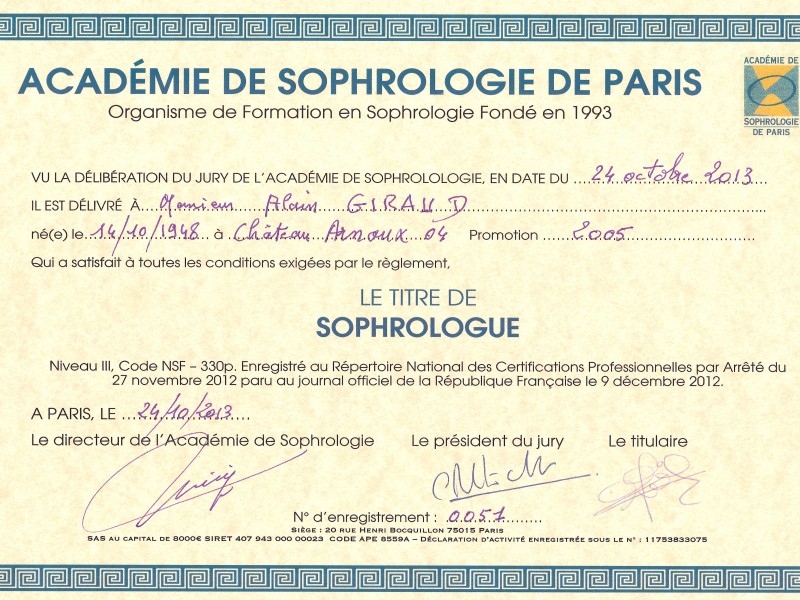 ACADÉMIE DE SOPHROLOGIE DE PARIS
Organisme de Formation en Sophrologie Fondé en 1993
ACADÉMIE DE
SOPHROLOGIE
DE PARIS
VU LA DÉLIBÉRATION DU JURY DE L'ACADÉMIE DE SOPHROLOLOGIE, EN DATE DU 24 octobre 2013
IL EST DÉLIVRÉ À Monsieur Alain GIRAUD
né(e) le 14/10/1948 à Château Arnoux 04 Promotion 2005
Qui a satisfait à toutes les conditions exigées par le règlement,
LE TITRE DE
SOPHROLOGUE
Niveau III, Code NSF – 330p. Enregistré au Répertoire National des Certifications Professionnelles par Arrêté du
27 novembre 2012 paru au journal officiel de la République Française le 9 décembre 2012.
A PARIS, LE 24/10/2013
Le directeur de l'Académie de Sophrologie Le président du jury Le titulaire
N° d'enregistrement : 0057
SIÈGE : 20 RUE HENRI BOCQUILLON 75015 PARIS
SAS AU CAPITAL DE 8000€ SIRET 407 943 000 00023 CODE APE 8559A – DÉCLARATION D'ACTIVITÉ ENREGISTRÉE SOUS LE N° : 11753833075